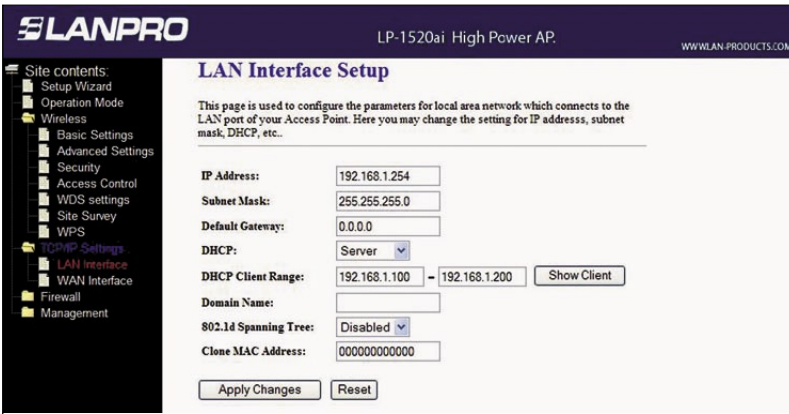 LANPRO
LP-1520ai High Power AP.
WWW.LAN-PRODUCTS.COM
Site contents:
Setup Wizard
Operation Mode
Wireless
Basic Settings
Advanced Settings
Security
Access Control
WDS settings
Site Survey
WPS
TCP/IP Settings
LAN Interface
WAN Interface
Firewall
Management
LAN Interface Setup
This page is used to configure the parameters for local area network which connects to the
LAN port of your Access Point. Here you may change the setting for IP addresss, subnet
mask, DHCP, etc..
IP Address: 192.168.1.254
Subnet Mask: 255.255.255.0
Default Gateway: 0.0.0.0
DHCP: Server
DHCP Client Range: 192.168.1.100 – 192.168.1.200 Show Client
Domain Name:
802.1d Spanning Tree: Disabled
Clone MAC Address: 000000000000
Apply Changes Reset